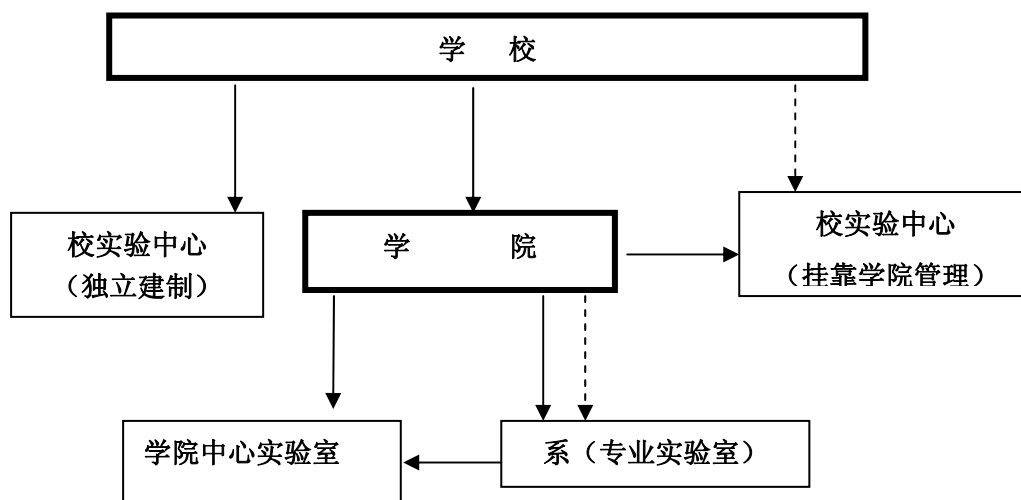 学 校
校实验中心
（独立建制）
学 院
校实验中心
（挂靠学院管理）
学院中心实验室
系（专业实验室）